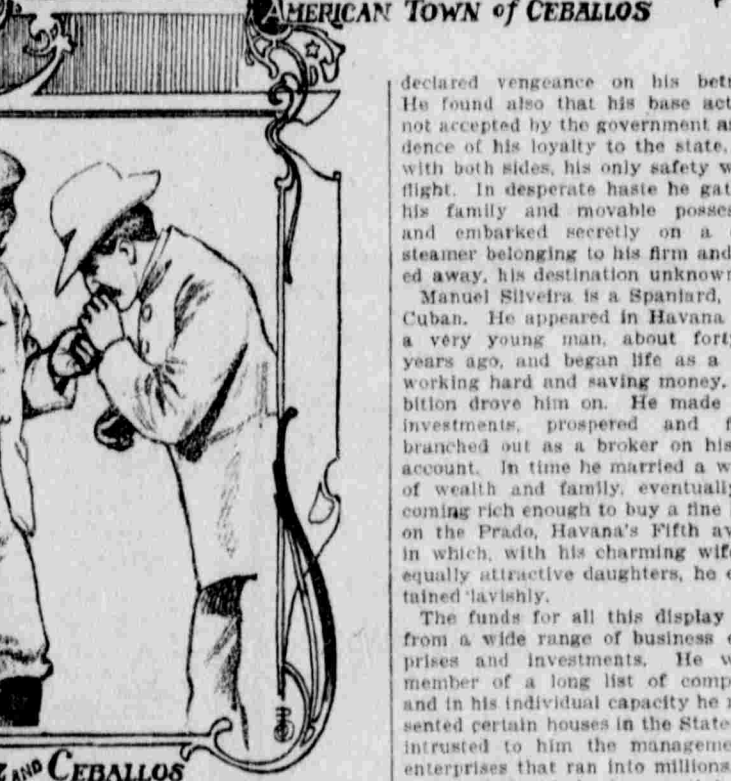 AMERICAN TOWN of CEBALLOS
declared vengeance on his bet
He found also that his base act
not accepted by the government a
dence of his loyalty to the state.
with both sides, his only safety w
flight. In desperate haste he gat
his family and movable posses
and embarked secretly on a
steamer belonging to his firm and
ed away, his destination unknown
Manuel Silveira is a Spaniard,
Cuban. He appeared in Havana
a very young man, about fort
years ago, and began life as a
working hard and saving money.
bition drove him on. He made
investments, prospered and f
branched out as a broker on his
account. In time he married a w
of wealth and family, eventually
coming rich enough to buy a fine
on the Prado, Havana's Fifth av
in which, with his charming wife
equally attractive daughters, he e
tained lavishly.
The funds for all this display
from a wide range of business e
prises and investments. He w
member of a long list of comp
and in his individual capacity he r
sented certain houses in the State
intrusted to him the manageme
enterprises that ran into millions
Z AND CEBALLOS